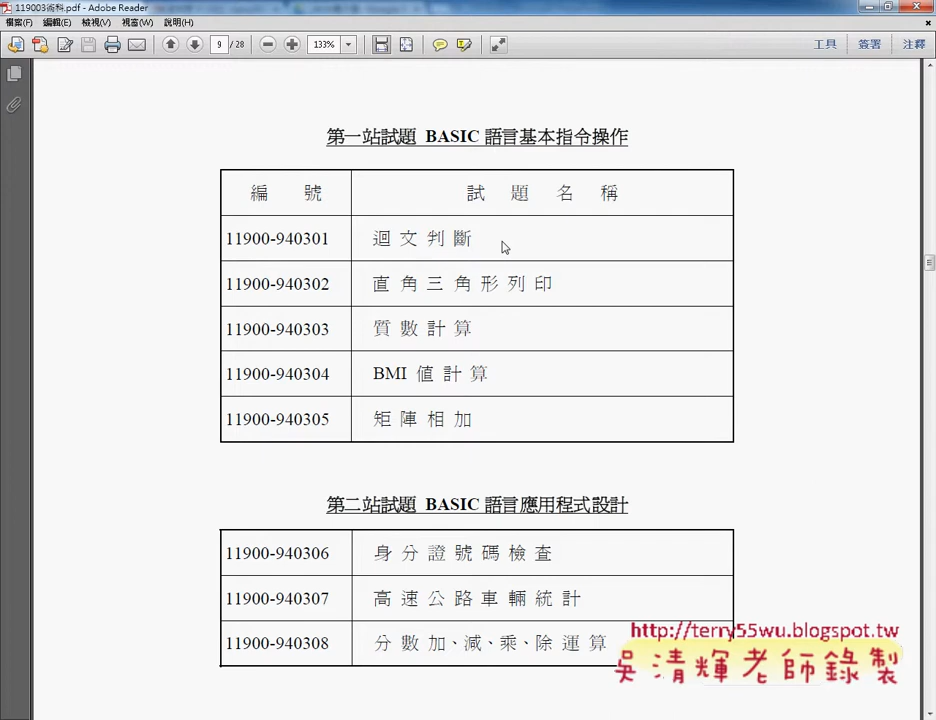 119003術科.pdf - Adobe Reader
檔案(F) 編輯(E) 檢視(V) 視窗(W) 說明(H)
9 / 28 133% 工具 簽署 注釋
第一站試題 BASIC 語言基本指令操作
編 號 試 題 名 稱
11900-940301 迴文判斷
11900-940302 直角三角形列印
11900-940303 質數計算
11900-940304 BMI 值計算
11900-940305 矩陣相加
第二站試題 BASIC 語言應用程式設計
11900-940306 身分證號碼檢查
11900-940307 高速公路車輛統計
11900-940308 分數加、減、乘、除運算
http://terry55wu.blogspot.tw
吳清輝老師錄製